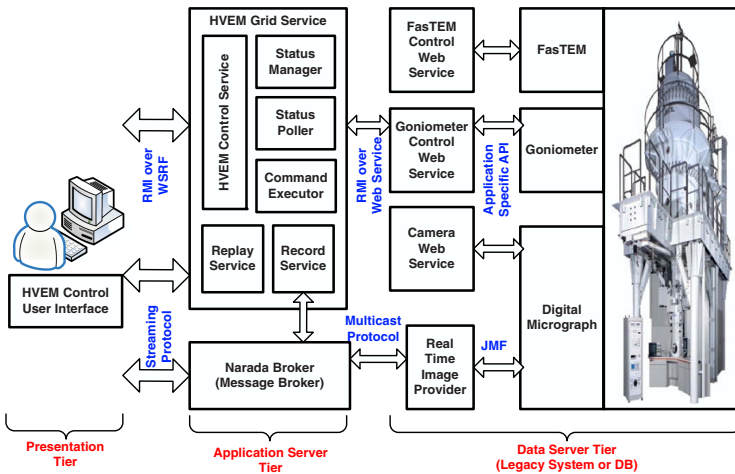 HVEM Grid Service
HVEM Control Service
Status
Manager
Status
Poller
Command
Executor
Replay
Service
Record
Service
FasTEM
Control
Web
Service
FasTEM
Goniometer
Control
Web
Service
Goniometer
Camera
Web
Service
Digital
Micrograph
RMI over
WSRF
RMI over
Web Service
Application
Specific API
HVEM Control
User Interface
Streaming
Protocol
Narada Broker
(Message Broker)
Multicast
Protocol
Real
Time
Image
Provider
JMF
Presentation
Tier
Application Server
Tier
Data Server Tier
(Legacy System or DB)